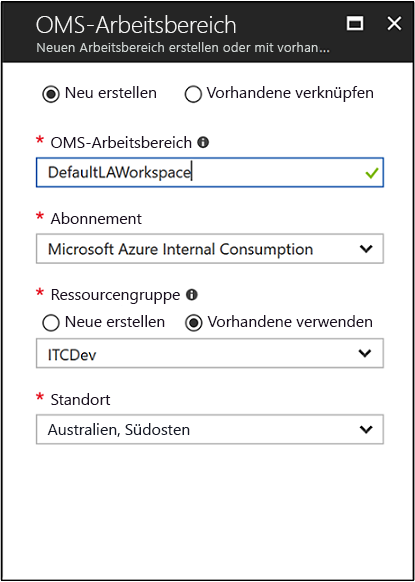 OMS-Arbeitsbereich
Neuen Arbeitsbereich erstellen oder mit vorhan...
Neu erstellen Vorhandene verknüpfen
* OMS-Arbeitsbereich
DefaultLAWorkspace
* Abonnement
Microsoft Azure Internal Consumption
* Ressourcengruppe
Neue erstellen Vorhandene verwenden
ITCDev
* Standort
Australien, Südosten